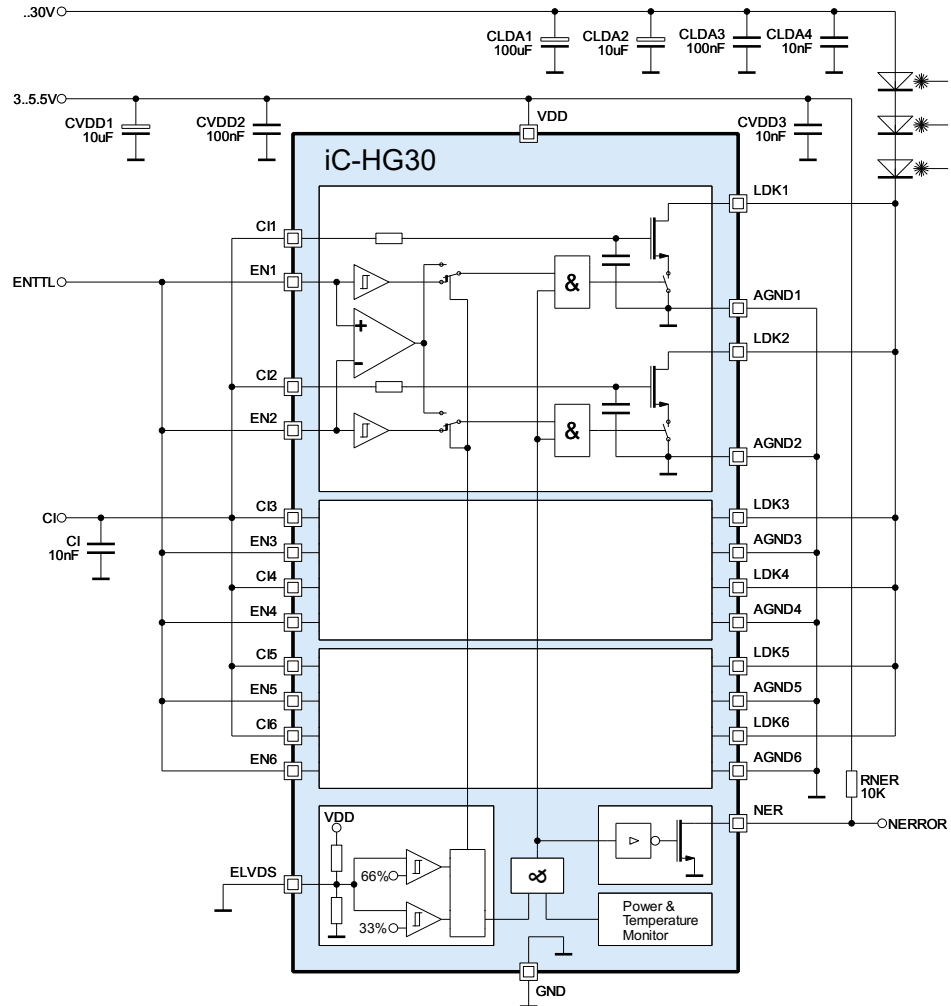 ..30V
CLDA1
100uF
CLDA2
10uF
CLDA3
100nF
CLDA4
10nF
3..5.5V
CVDD1
10uF
CVDD2
100nF
VDD
CVDD3
10nF
iC-HG30
LDK1
CI1
EN1
ENTTL
&
AGND1
+
-
LDK2
CI2
EN2
&
AGND2
CI
CI
10nF
CI3
LDK3
EN3
AGND3
CI4
LDK4
EN4
AGND4
CI5
LDK5
EN5
AGND5
CI6
LDK6
EN6
AGND6
RNER
10K
NER
NERROR
VDD
ELVDS
66%
33%
&
Power &
Temperature
Monitor
GND